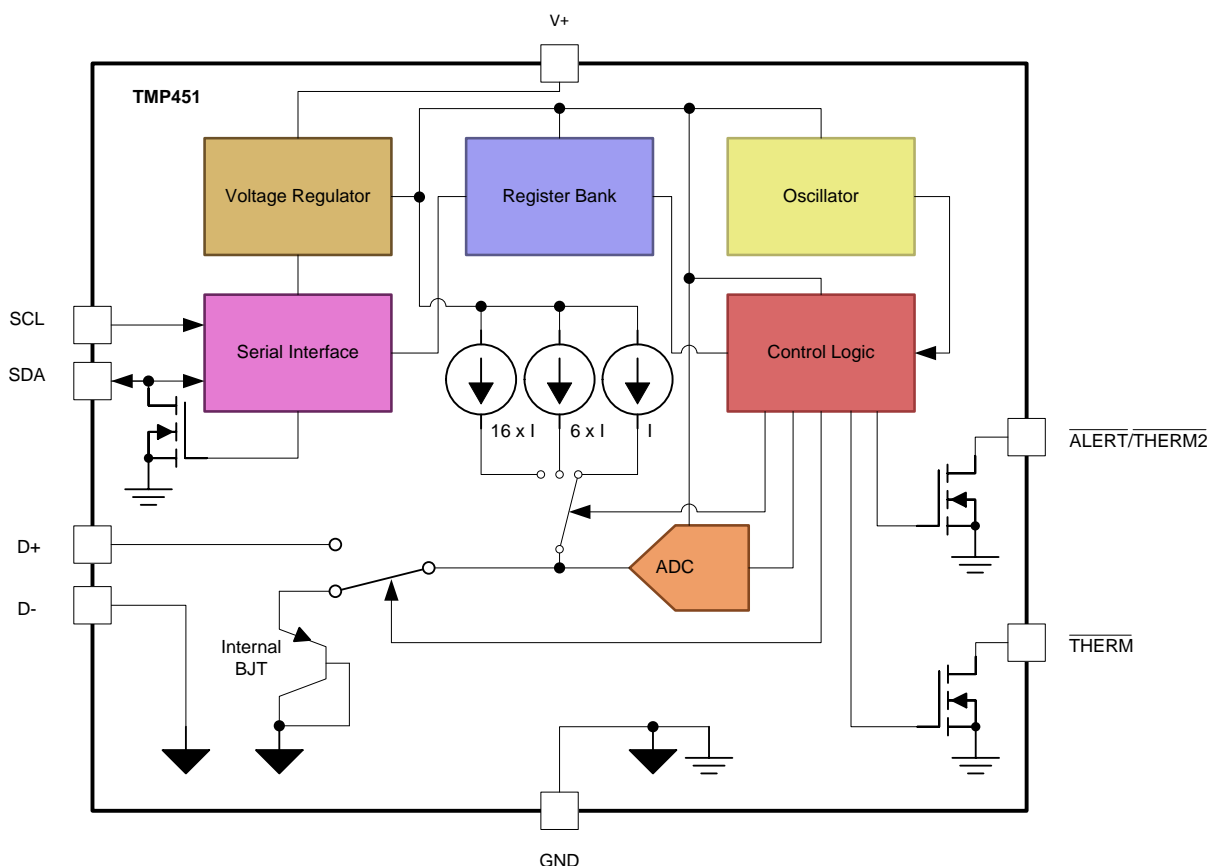 V+
TMP451
Voltage Regulator
Register Bank
Oscillator
SCL
Serial Interface
Control Logic
SDA
16 x I
6 x I
I
ALERT/THERM2
D+
ADC
D-
Internal
BJT
THERM
GND